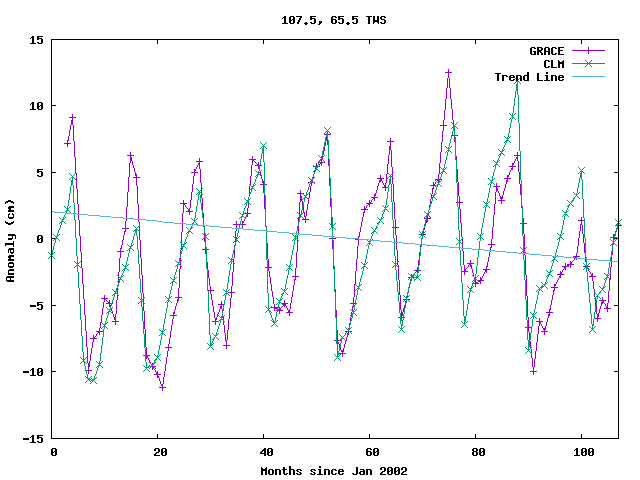 107.5, 65.5 TWS
GRACE
CLM
Trend Line
15
10
5
0
-5
-10
-15
Anomaly (cm)
0 20 40 60 80 100
Months since Jan 2002